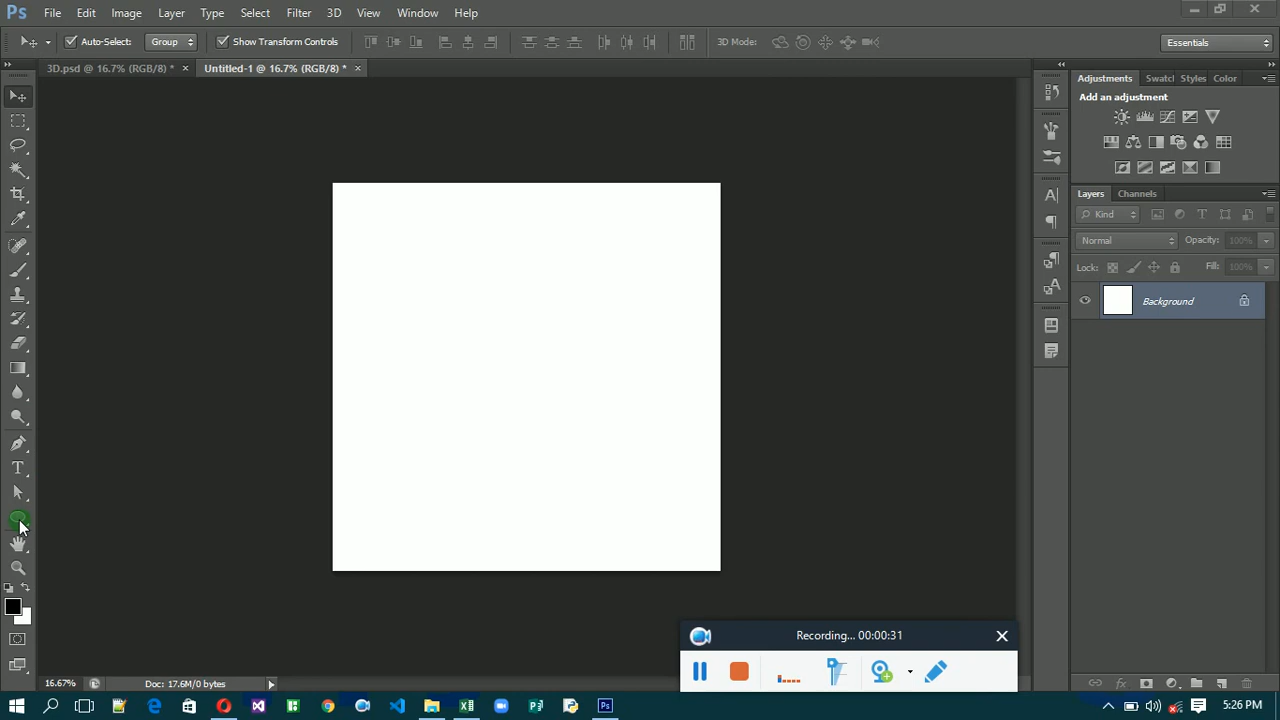 Ps File Edit Image Layer Type Select Filter 3D View Window Help
Auto-Select: Group Show Transform Controls 3D Mode: Essentials
3D.psd @ 16.7% (RGB/8) * × Untitled-1 @ 16.7% (RGB/8) * ×
Adjustments Swatcl Styles Color
Add an adjustment
Layers Channels
Kind
Normal Opacity: 100%
Lock: Fill: 100%
Background
Recording... 00:00:31
16.67% Doc: 17.6M/0 bytes
5:26 PM